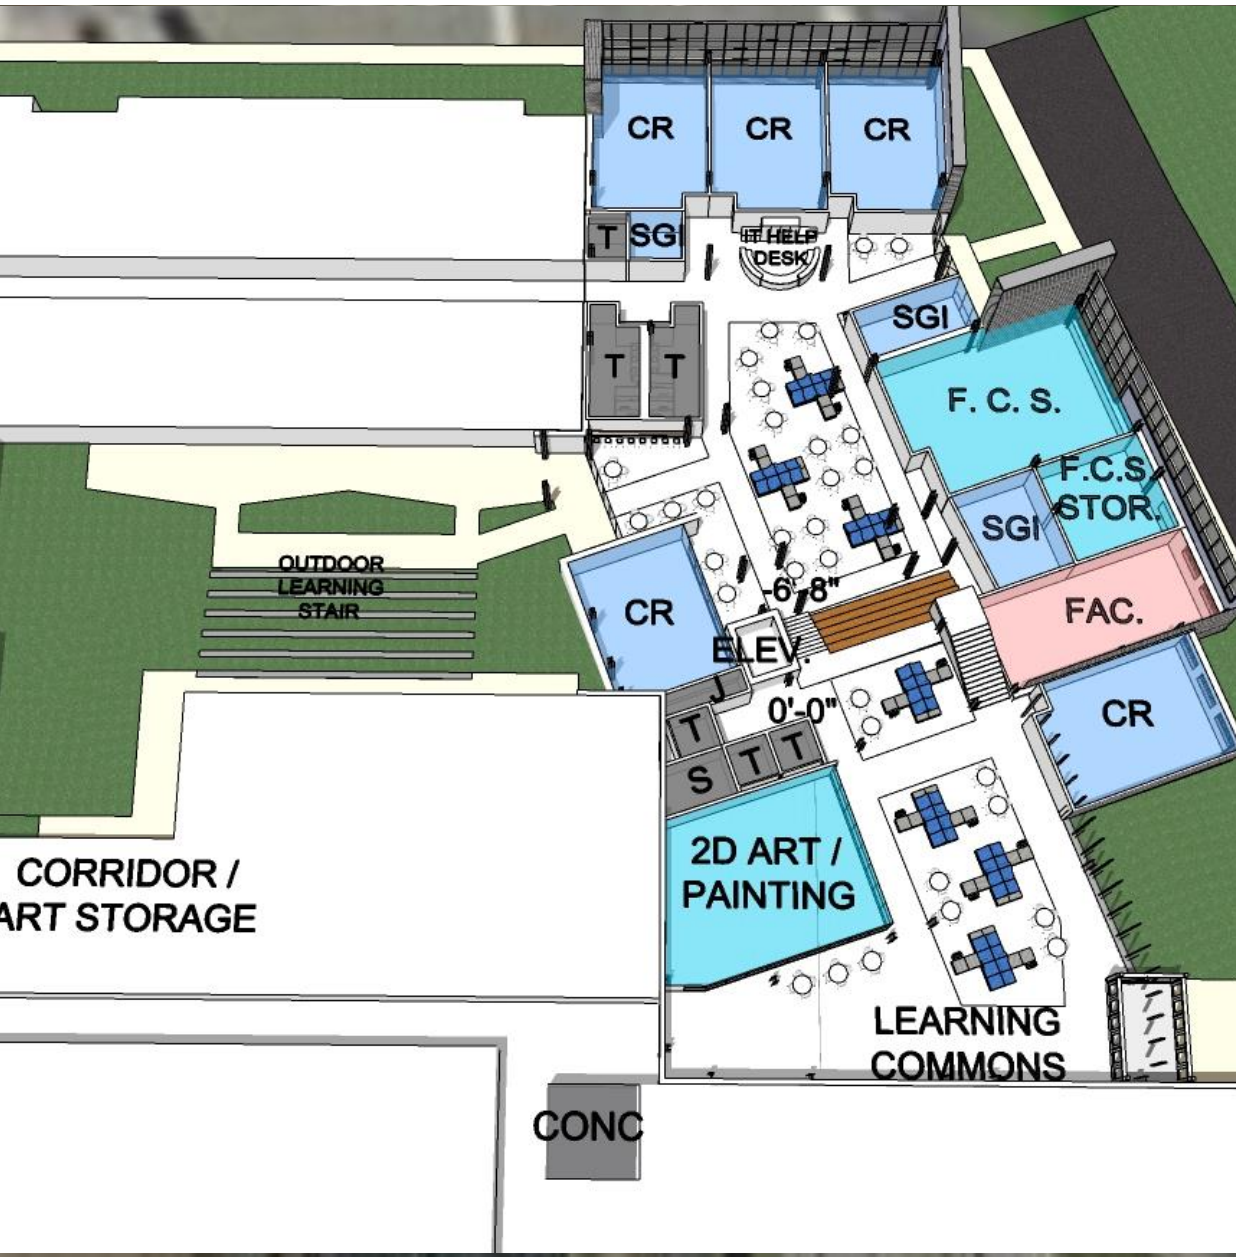 CR
CR
CR
T
SGI
IT HELP
DESK
SGI
T
T
F. C. S.
F.C.S.
STOR.
SGI
OUTDOOR
LEARNING
STAIR
-6'-8"
CR
FAC.
ELEV.
J
0'-0"
CR
T
T
T
S
2D ART /
PAINTING
CORRIDOR /
ART STORAGE
LEARNING
COMMONS
CONC